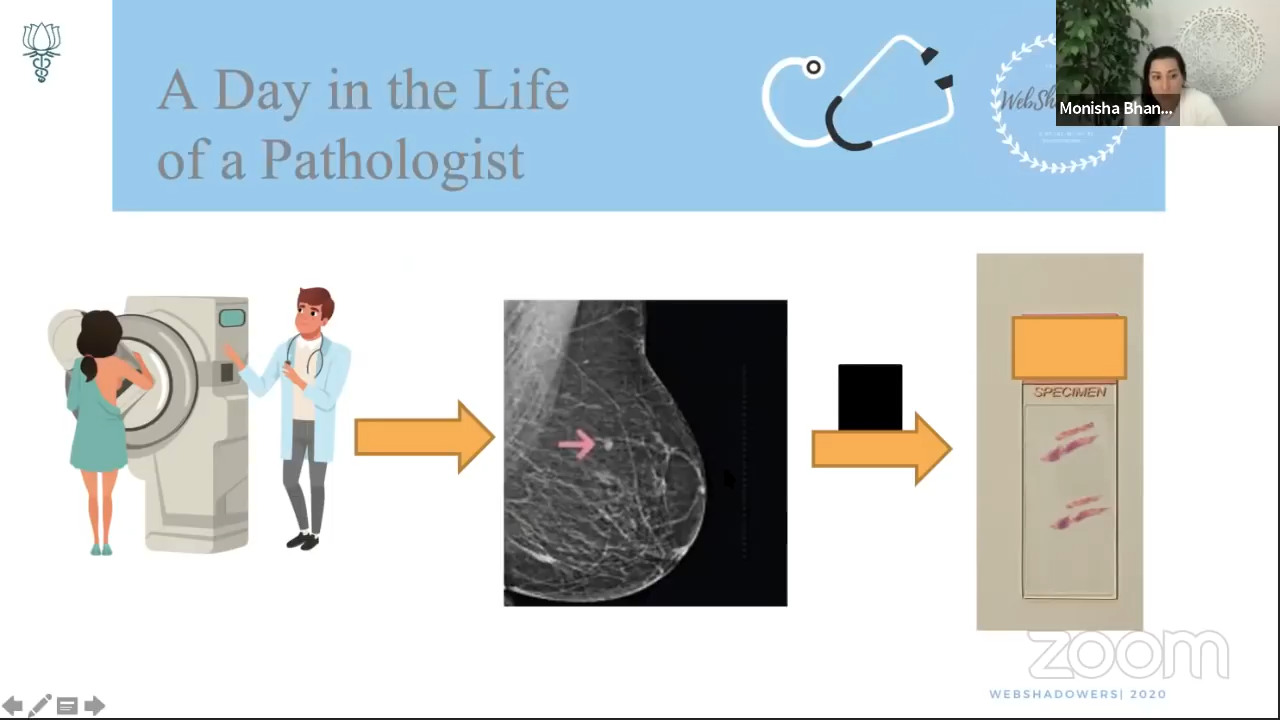 A Day in the Life
of a Pathologist
Monisha Bhan...
SPECIMEN
zoom
WEBSHADOWERS| 2020